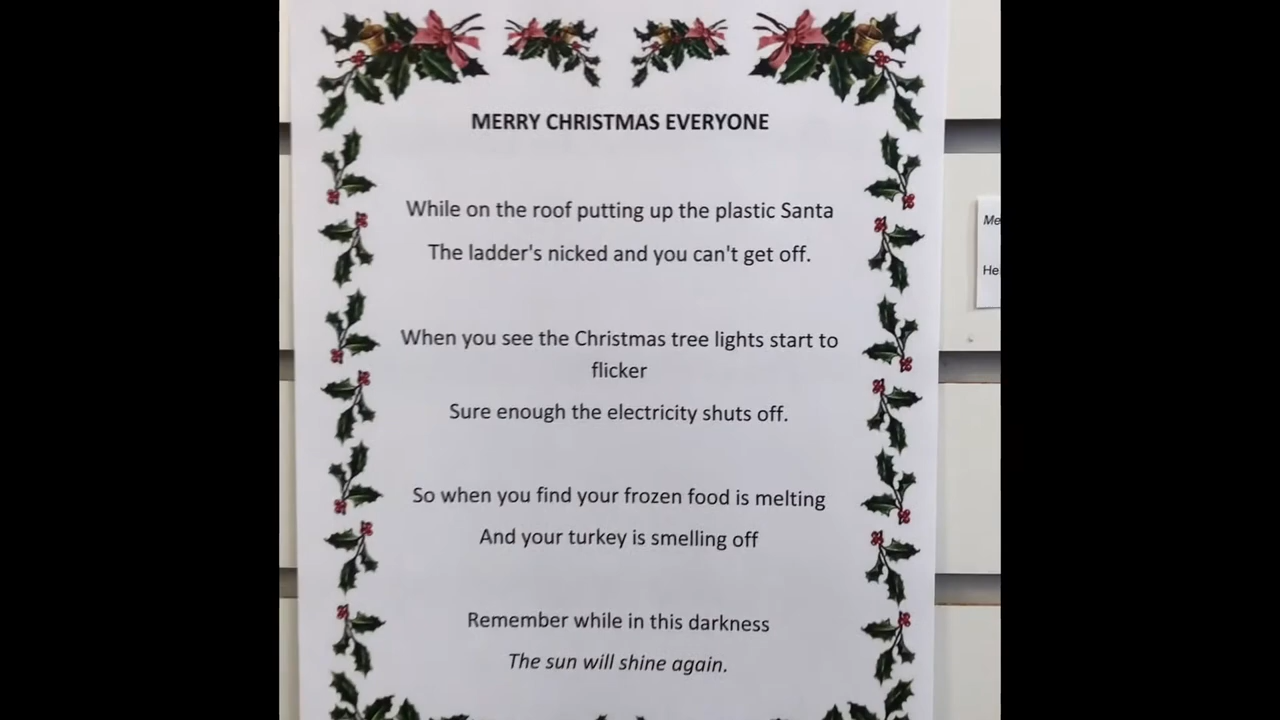 MERRY CHRISTMAS EVERYONE
While on the roof putting up the plastic Santa
The ladder's nicked and you can't get off.
When you see the Christmas tree lights start to
flicker
Sure enough the electricity shuts off.
So when you find your frozen food is melting
And your turkey is smelling off
Remember while in this darkness
The sun will shine again.
Me
He